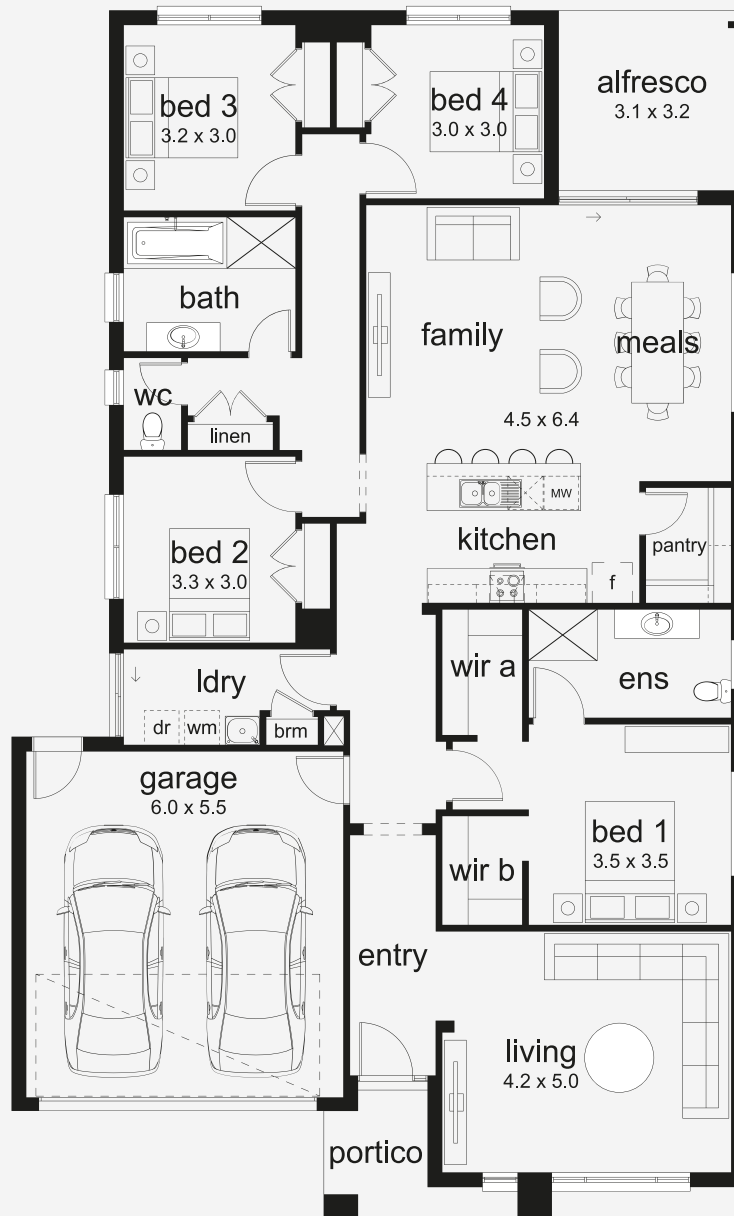 bed 3
3.2 x 3.0
bed 4
3.0 x 3.0
alfresco
3.1 x 3.2
bath
family
meals
wc
4.5 x 6.4
linen
MW
kitchen
pantry
bed 2
3.3 x 3.0
f
wir a
ens
ldry
dr
wm
brm
garage
6.0 x 5.5
bed 1
3.5 x 3.5
wir b
entry
living
4.2 x 5.0
portico